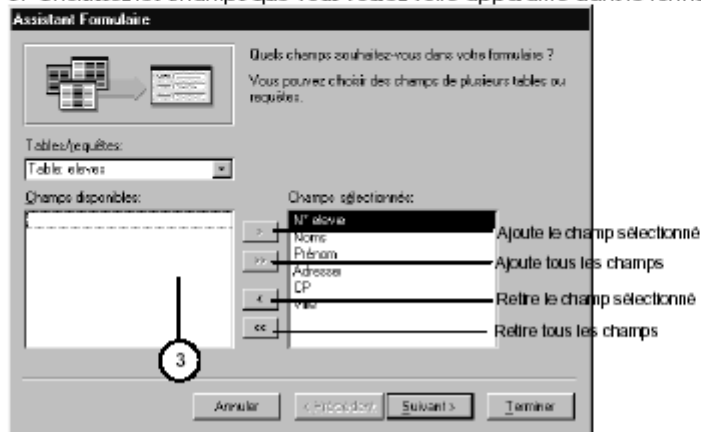 Assistant Formulaire
Quels champs souhaitez-vous dans votre formulaire ?
Vous pouvez choisir des champs de plusieurs tables ou
requêtes.
Tables/requêtes:
Table: eleves
Champs disponibles:
Champs sélectionnés:
N° eleve
Noms
Prénom
Adresse
CP
Ville
>
>>
<
<<
Ajoute le champ sélectionné
Ajoute tous les champs
Retire le champ sélectionné
Retire tous les champs
3
Annuler
< Précédent
Suivant >
Terminer